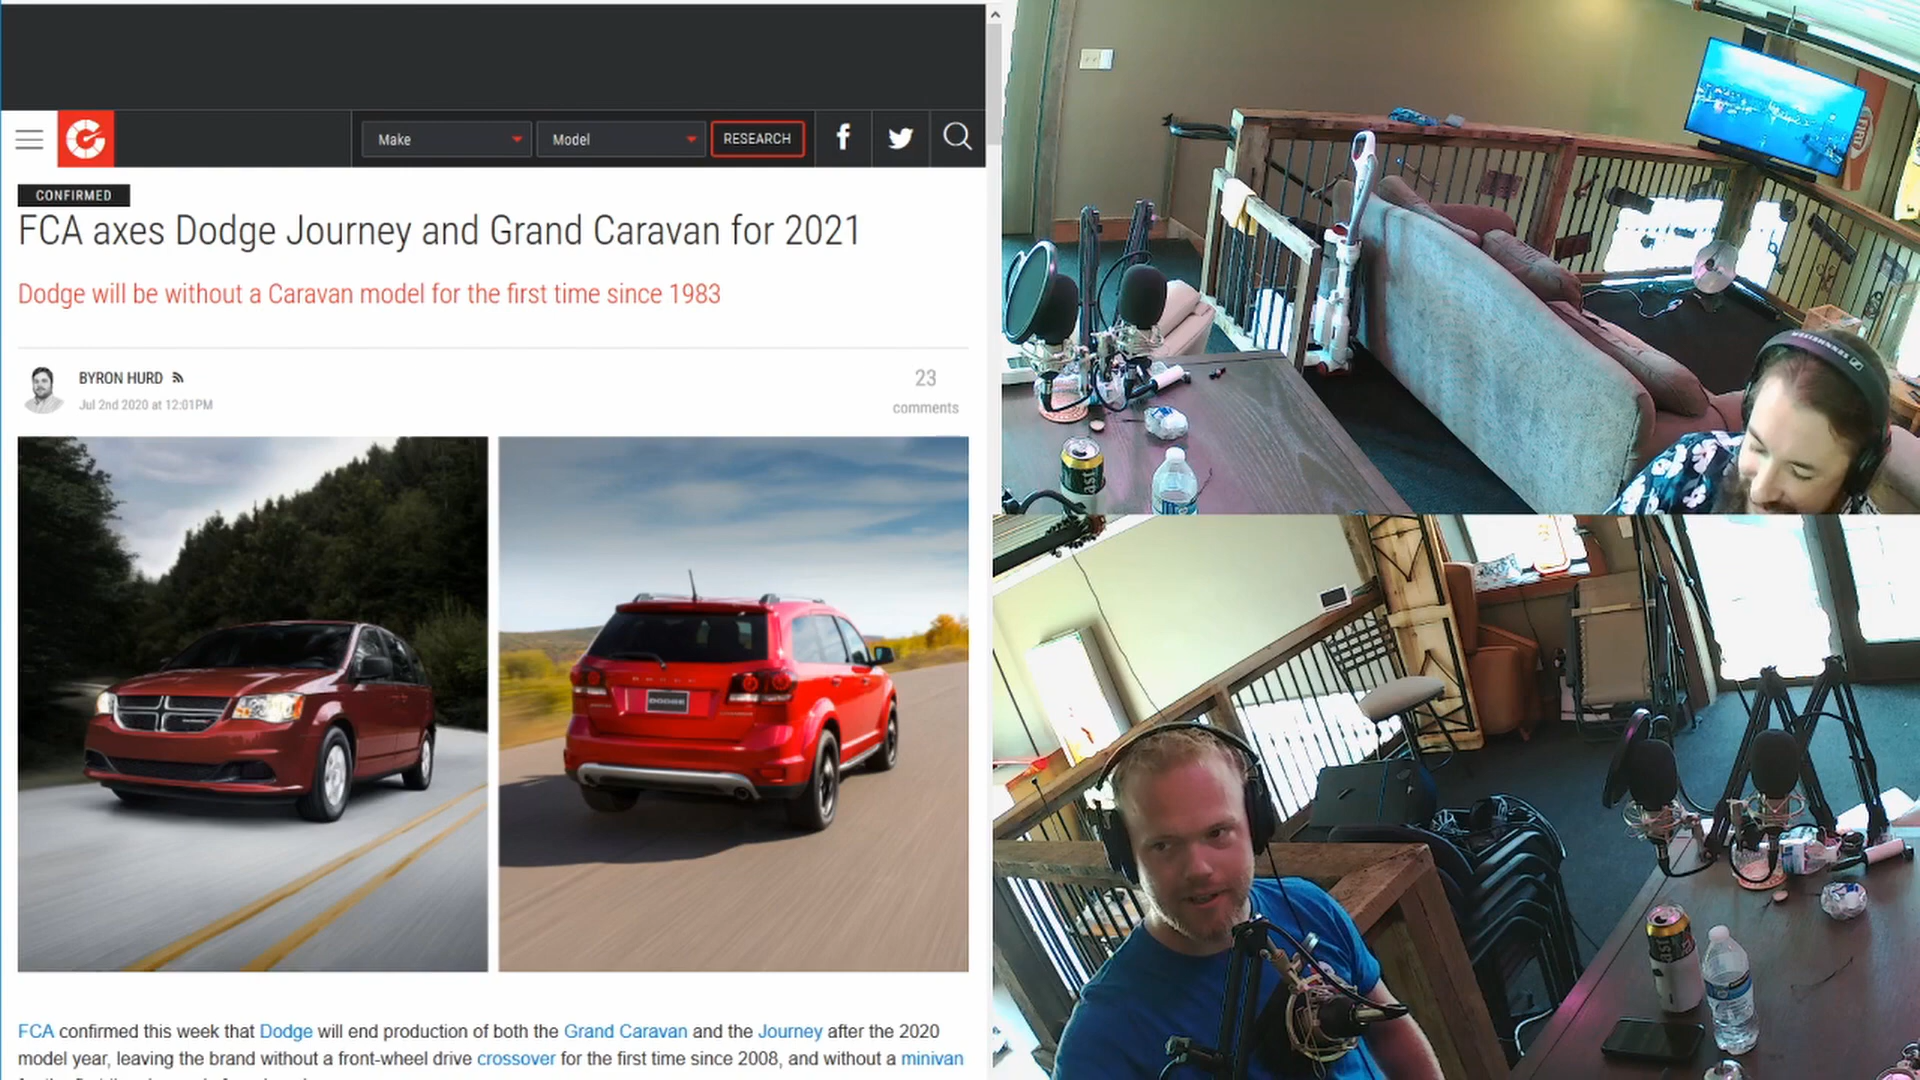 Make
Model
RESEARCH
CONFIRMED
FCA axes Dodge Journey and Grand Caravan for 2021
Dodge will be without a Caravan model for the first time since 1983
BYRON HURD
Jul 2nd 2020 at 12:01PM
23
comments
DODGE
FCA confirmed this week that Dodge will end production of both the Grand Caravan and the Journey after the 2020
model year, leaving the brand without a front-wheel drive crossover for the first time since 2008, and without a minivan
SENNHEISER